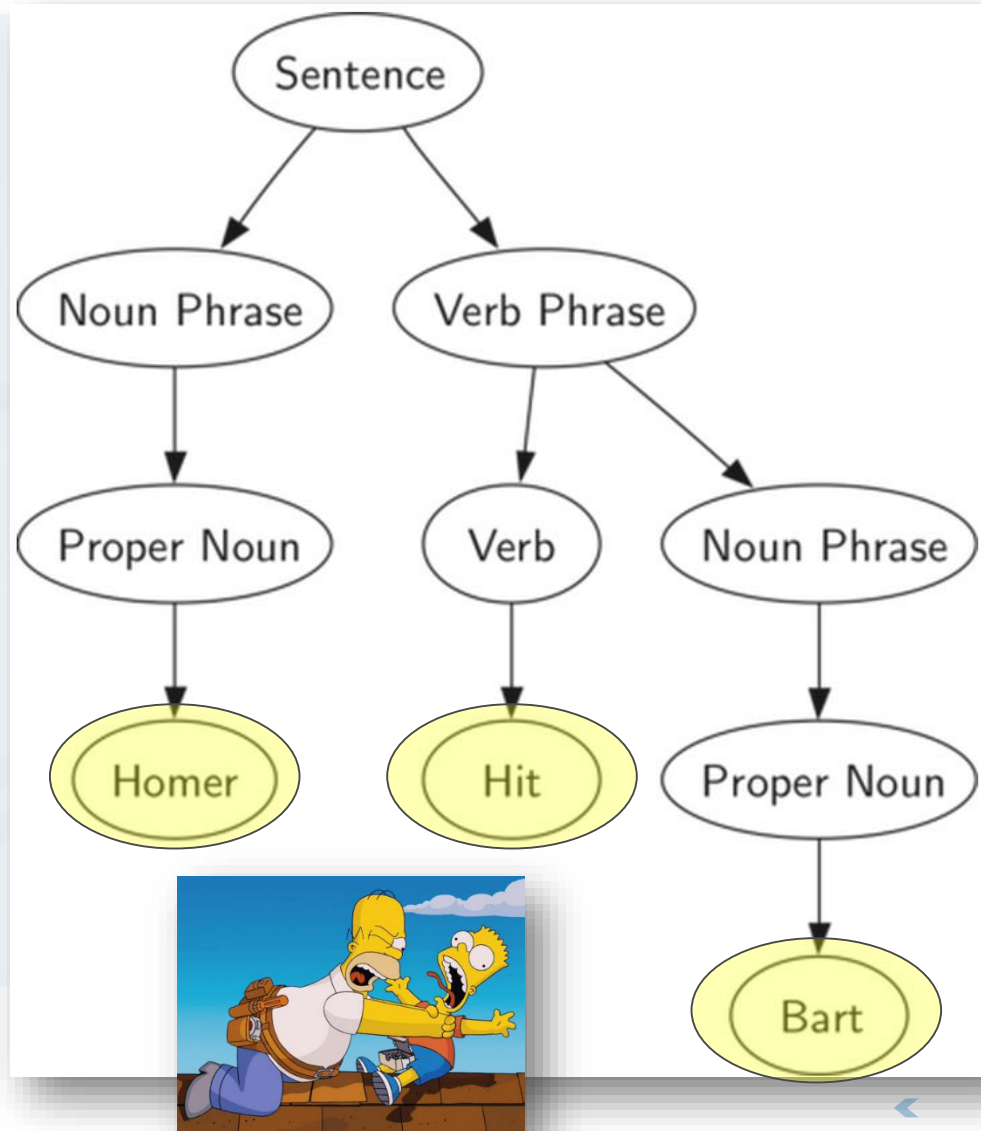 Sentence
Noun Phrase Verb Phrase
Proper Noun Verb Noun Phrase
Homer Hit Proper Noun
Bart